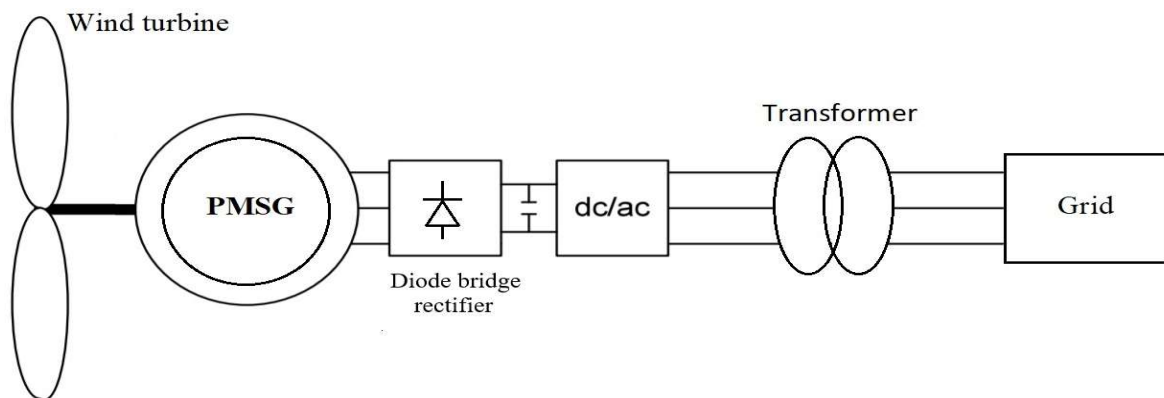 Wind turbine
Transformer
PMSG
dc/ac
Grid
Diode bridge
rectifier